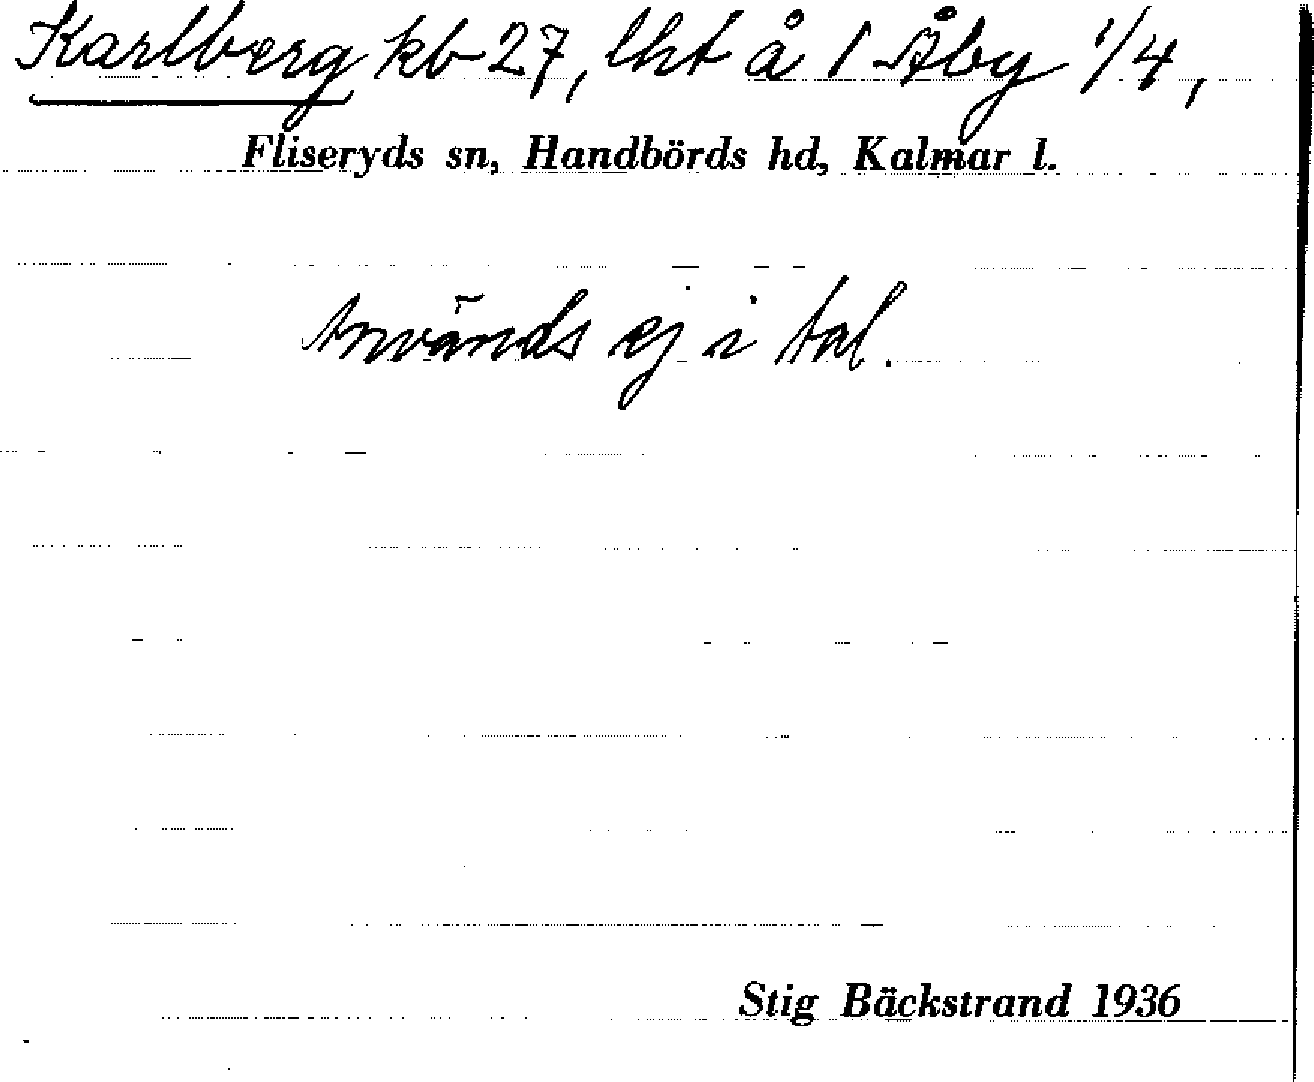 Karlberg kb 27, lht å 1 Åby 1/4,
Fliseryds sn, Handbörds hd, Kalmar l.
Används ej i tal.
Stig Bäckstrand 1936